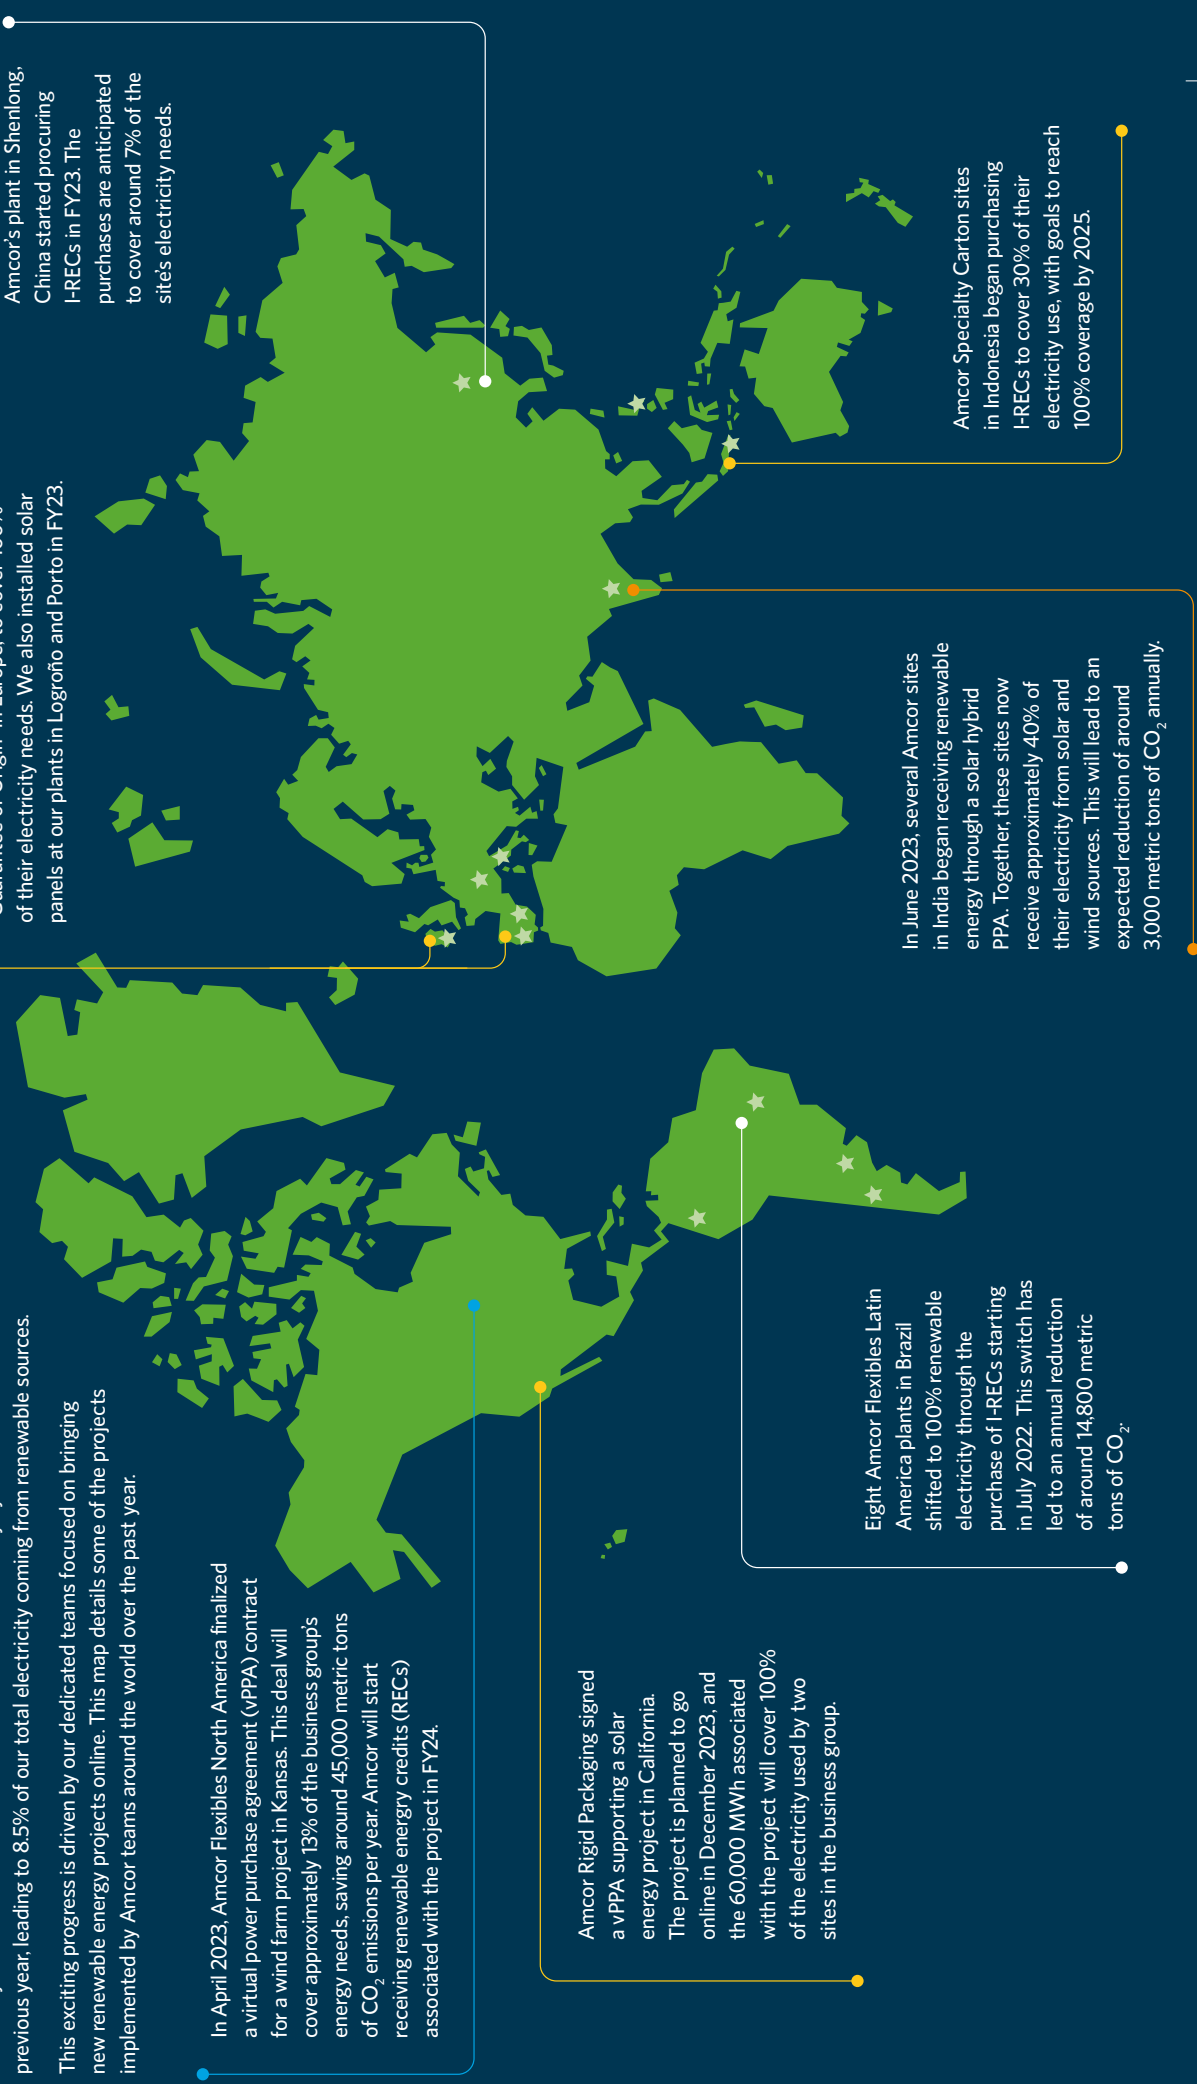 previous year, leading to 8.5% of our total electricity coming from renewable sources.
This exciting progress is driven by our dedicated teams focused on bringing
new renewable energy projects online. This map details some of the projects
implemented by Amcor teams around the world over the past year.
In April 2023, Amcor Flexibles North America finalized
a virtual power purchase agreement (vPPA) contract
for a wind farm project in Kansas. This deal will
cover approximately 13% of the business group's
energy needs, saving around 45,000 metric tons
of CO₂ emissions per year. Amcor will start
receiving renewable energy credits (RECs)
associated with the project in FY24.
Amcor Rigid Packaging signed
a vPPA supporting a solar
energy project in California.
The project is planned to go
online in December 2023, and
the 60,000 MWh associated
with the project will cover 100%
of the electricity used by two
sites in the business group.
Eight Amcor Flexibles Latin
America plants in Brazil
shifted to 100% renewable
electricity through the
purchase of I-RECs starting
in July 2022. This switch has
led to an annual reduction
of around 14,800 metric
tons of CO₂.
of their electricity needs. We also installed solar
panels at our plants in Logroño and Porto in FY23.
In June 2023, several Amcor sites
in India began receiving renewable
energy through a solar hybrid
PPA. Together, these sites now
receive approximately 40% of
their electricity from solar and
wind sources. This will lead to an
expected reduction of around
3,000 metric tons of CO₂ annually.
Amcor's plant in Shenlong,
China started procuring
I-RECs in FY23. The
purchases are anticipated
to cover around 7% of the
site's electricity needs.
Amcor Specialty Carton sites
in Indonesia began purchasing
I-RECs to cover 30% of their
electricity use, with goals to reach
100% coverage by 2025.